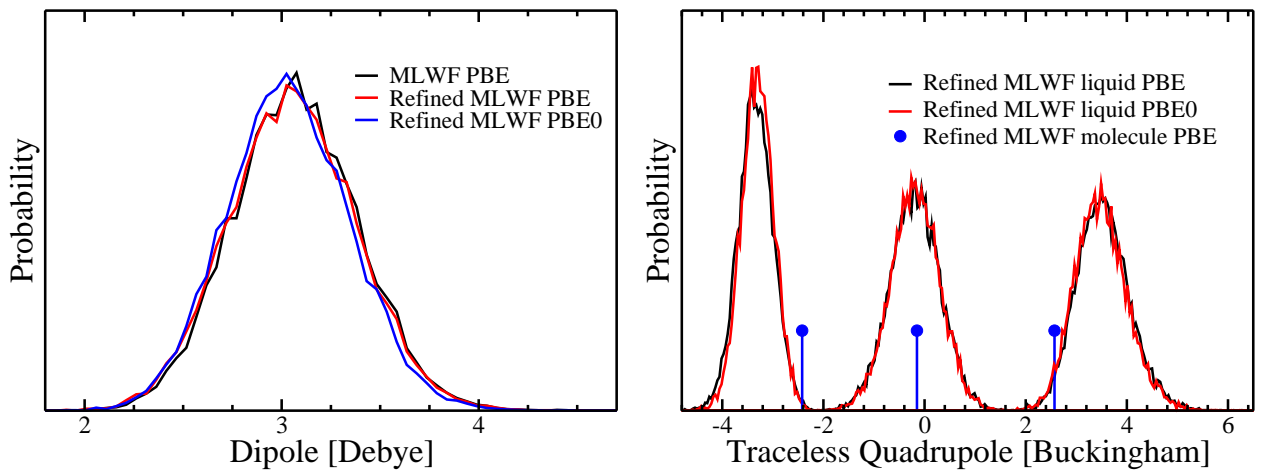 MLWF PBE
Refined MLWF PBE
Refined MLWF PBE0
Probability
2
3
4
Dipole [Debye]
Refined MLWF liquid PBE
Refined MLWF liquid PBE0
Refined MLWF molecule PBE
Probability
-4
-2
0
2
4
6
Traceless Quadrupole [Buckingham]